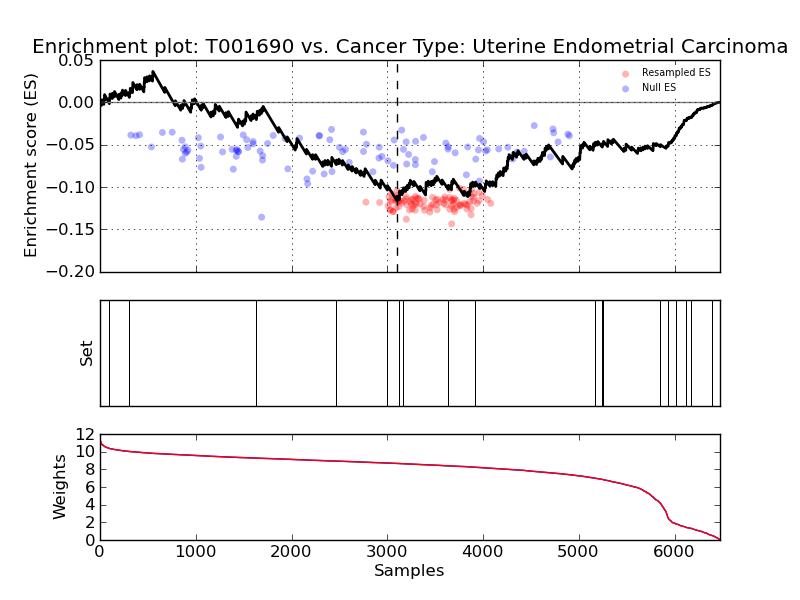 Enrichment plot: T001690 vs. Cancer Type: Uterine Endometrial Carcinoma
Enrichment score (ES)
0.05
0.00
−0.05
−0.10
−0.15
−0.20
Resampled ES
Null ES
Set
Weights
12
10
8
6
4
2
0
0 1000 2000 3000 4000 5000 6000
Samples